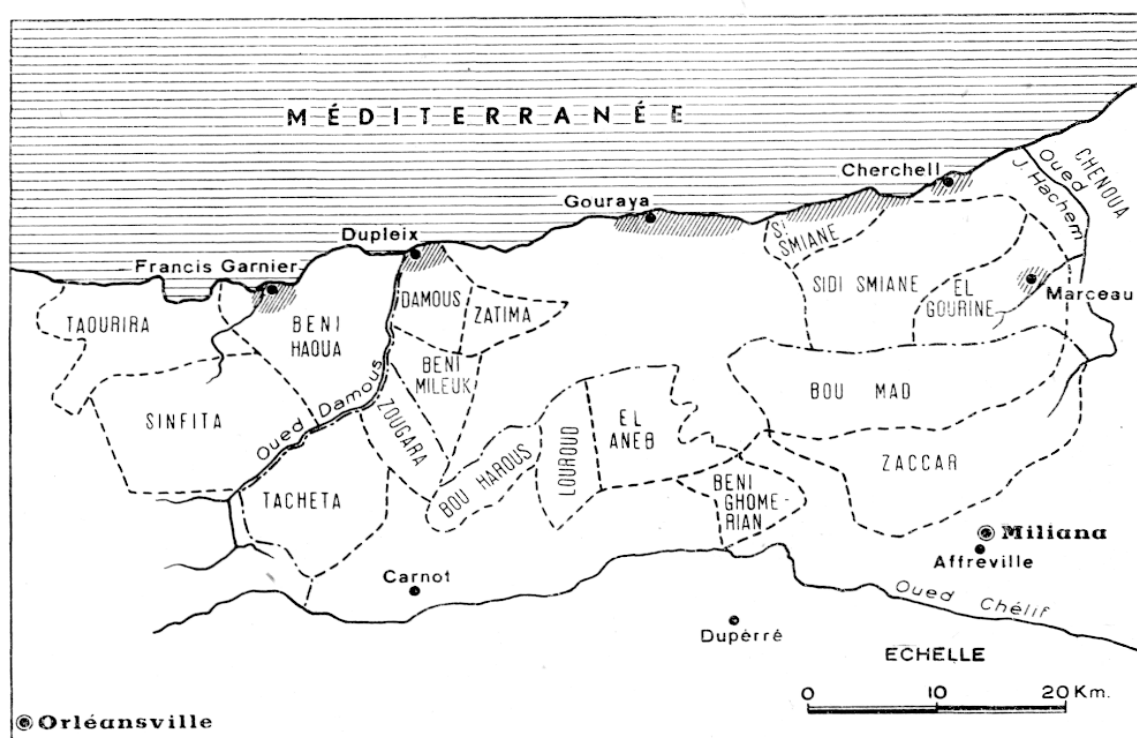 MÉDITERRANÉE
Cherchell
Oued
J. Hachem
CHENOUA
Gouraya
SI
SMIANE
Dupleix
Francis Garnier
DAMOUS
ZATIMA
SIDI SMIANE
EL
GOURINE
Marceau
TAOURIRA
BENI
HAOUA
BENI
MILEUK
BOU MAD
SINFITA
Oued Damous
ZOUGARA
EL
ANEB
LOUROUD
BOU HAROUS
ZACCAR
TACHETA
BENI
GHOME-
RIAN
Miliana
Affreville
Carnot
Oued Chélif
Dupérré
ECHELLE
0 10 20 Km.
Orléansville